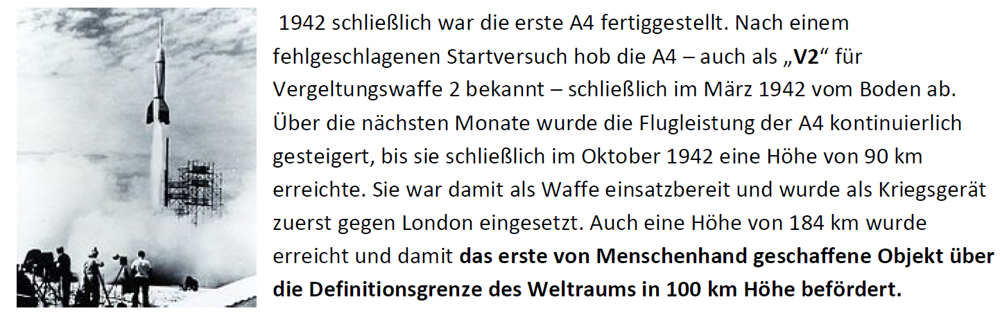 1942 schließlich war die erste A4 fertiggestellt. Nach einem
fehlgeschlagenen Startversuch hob die A4 – auch als „V2“ für
Vergeltungswaffe 2 bekannt – schließlich im März 1942 vom Boden ab.
Über die nächsten Monate wurde die Flugleistung der A4 kontinuierlich
gesteigert, bis sie schließlich im Oktober 1942 eine Höhe von 90 km
erreichte. Sie war damit als Waffe einsatzbereit und wurde als Kriegsgerät
zuerst gegen London eingesetzt. Auch eine Höhe von 184 km wurde
erreicht und damit das erste von Menschenhand geschaffene Objekt über
die Definitionsgrenze des Weltraums in 100 km Höhe befördert.